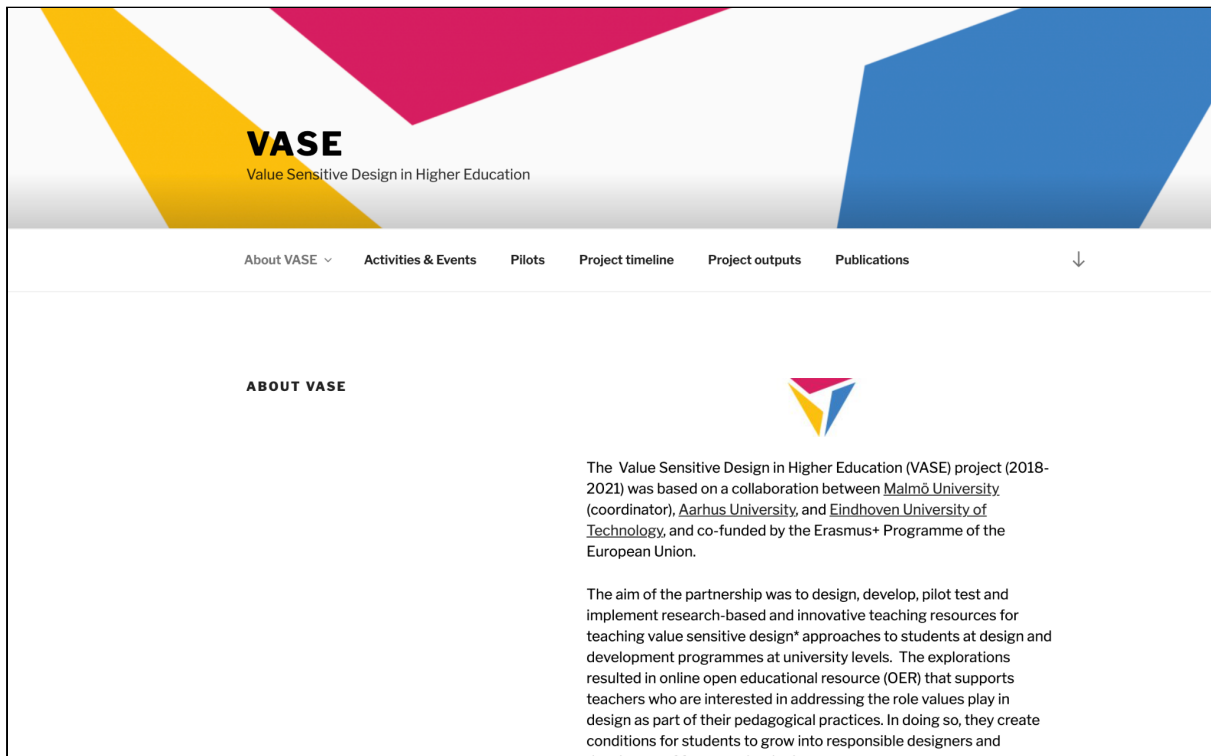 VASE
Value Sensitive Design in Higher Education
About VASE
Activities & Events
Pilots
Project timeline
Project outputs
Publications
ABOUT VASE
The  Value Sensitive Design in Higher Education (VASE) project (2018-
2021) was based on a collaboration between Malmö University
(coordinator), Aarhus University, and Eindhoven University of
Technology, and co-funded by the Erasmus+ Programme of the
European Union.
The aim of the partnership was to design, develop, pilot test and
implement research-based and innovative teaching resources for
teaching value sensitive design* approaches to students at design and
development programmes at university levels.  The explorations
resulted in online open educational resource (OER) that supports
teachers who are interested in addressing the role values play in
design as part of their pedagogical practices. In doing so, they create
conditions for students to grow into responsible designers and